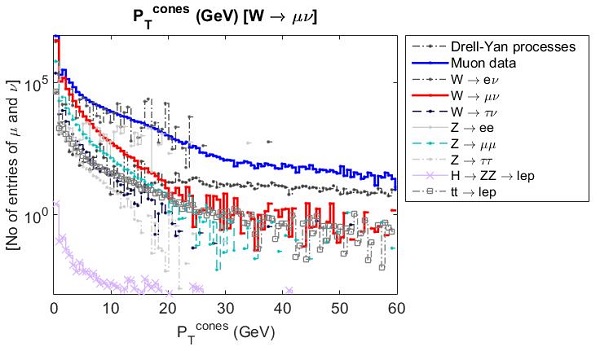 P_T^cones (GeV) [W → μν]
[No of entries of μ and ν]
10^5
10^0
0 10 20 30 40 50 60
P_T^cones (GeV)
Drell-Yan processes
Muon data
W → eν
W → μν
W → τν
Z → ee
Z → μμ
Z → ττ
H → ZZ → lep
tt → lep